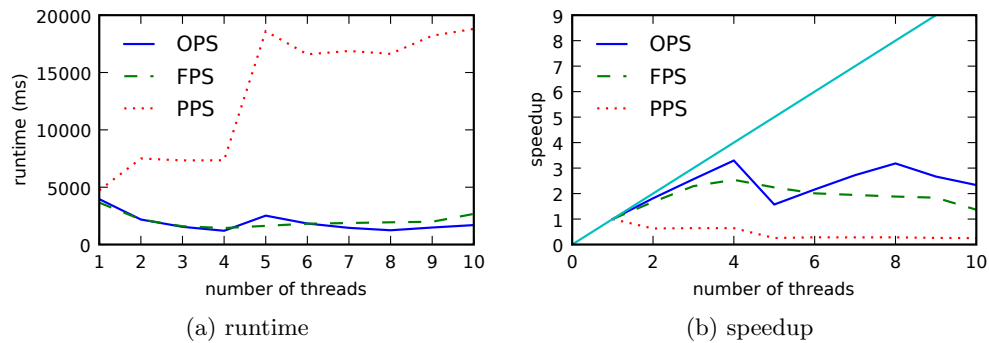 20000
15000
10000
5000
0
runtime (ms)
OPS
FPS
PPS
1 2 3 4 5 6 7 8 9 10
number of threads
(a) runtime
9
8
7
6
5
4
3
2
1
0
speedup
OPS
FPS
PPS
0 2 4 6 8 10
number of threads
(b) speedup